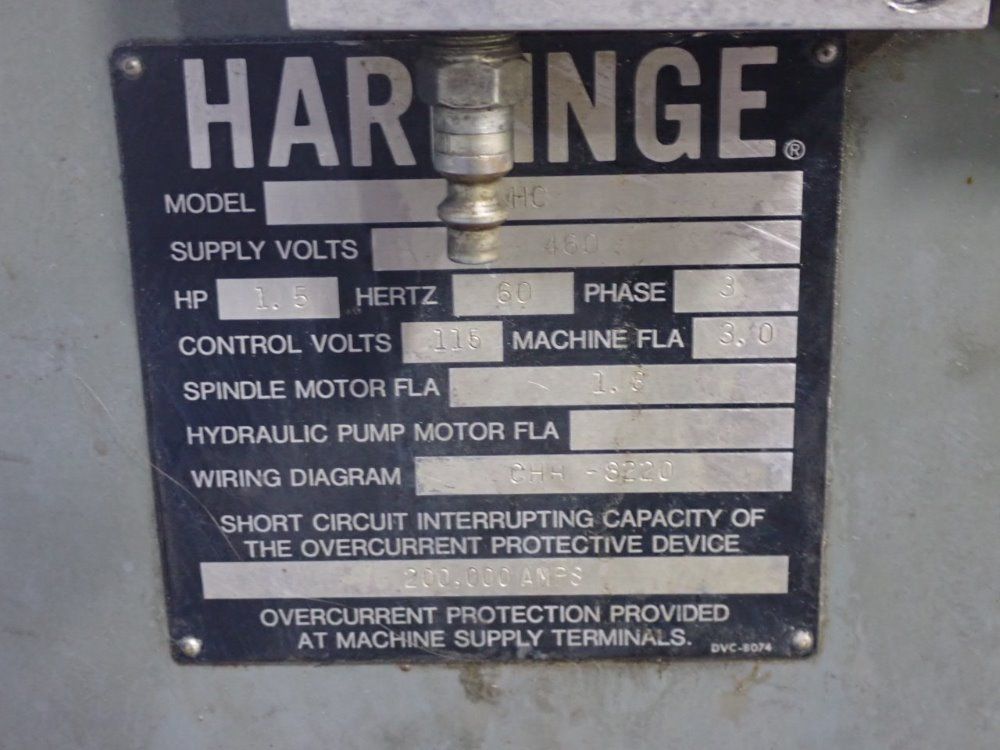 HARDINGE®
MODEL HC
SUPPLY VOLTS 460
HP 1.5 HERTZ 60 PHASE 3
CONTROL VOLTS 115 MACHINE FLA 3.0
SPINDLE MOTOR FLA
HYDRAULIC PUMP MOTOR FLA
WIRING DIAGRAM
SHORT CIRCUIT INTERRUPTING CAPACITY OF
THE OVERCURRENT PROTECTIVE DEVICE
200,000 AMPS
OVERCURRENT PROTECTION PROVIDED
AT MACHINE SUPPLY TERMINALS.
DVC-8074